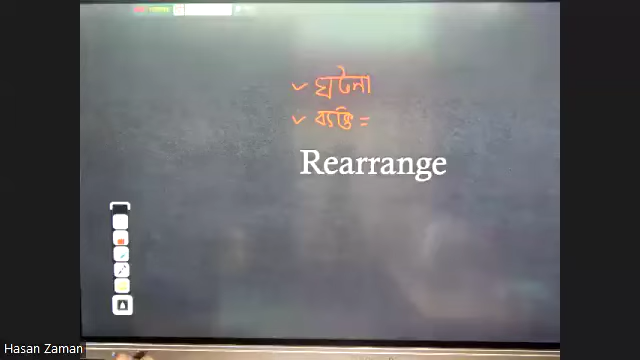 ✓ ঘটনা
✓ ব্যক্তি =
Rearrange
Hasan Zaman